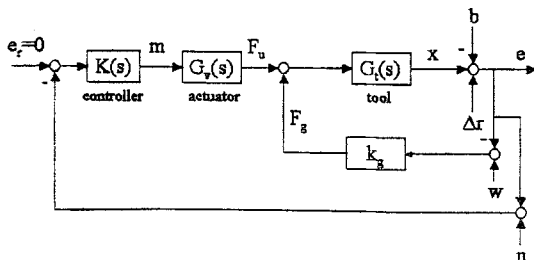 b
e_r=0
m
F_u
x
e
-
-
K(s)
G_v(s)
G_t(s)
controller
actuator
tool
Δr
F_g
-
k_g
w
n